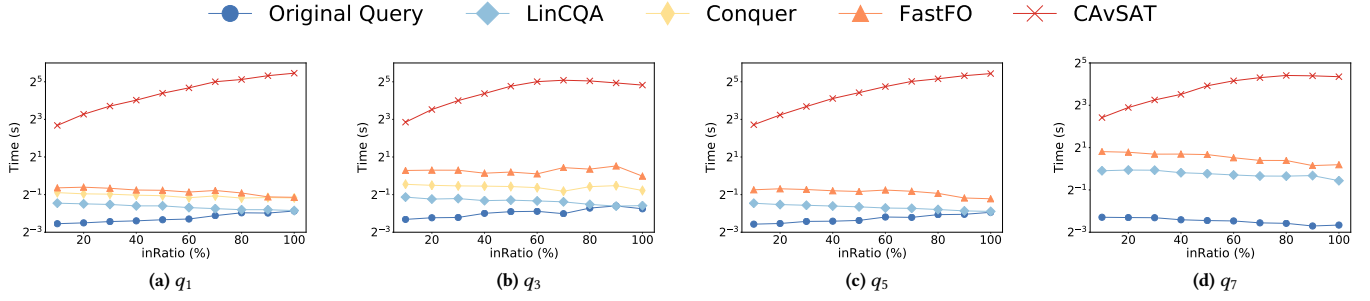 Original Query LinCQA Conquer FastFO CAvSAT
Time (s)
2^5
2^3
2^1
2^−1
2^−3
20 40 60 80 100
inRatio (%)
(a) q1
Time (s)
2^5
2^3
2^1
2^−1
2^−3
20 40 60 80 100
inRatio (%)
(b) q3
Time (s)
2^5
2^3
2^1
2^−1
2^−3
20 40 60 80 100
inRatio (%)
(c) q5
Time (s)
2^5
2^3
2^1
2^−1
2^−3
20 40 60 80 100
inRatio (%)
(d) q7